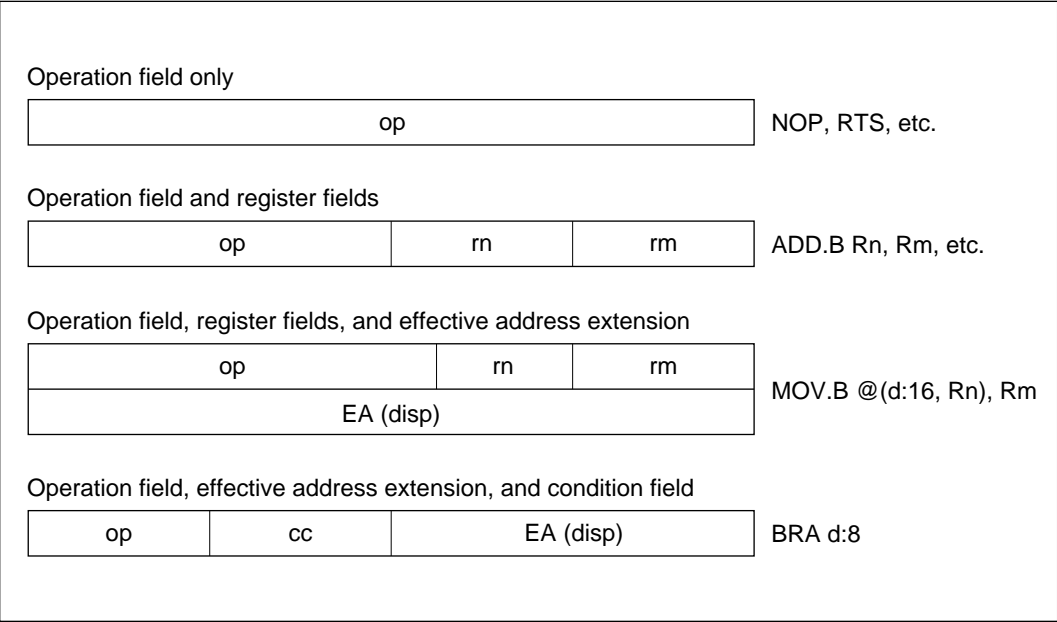 Operation field only
op
NOP, RTS, etc.
Operation field and register fields
op rn rm
ADD.B Rn, Rm, etc.
Operation field, register fields, and effective address extension
op rn rm
EA (disp)
MOV.B @(d:16, Rn), Rm
Operation field, effective address extension, and condition field
op cc EA (disp)
BRA d:8